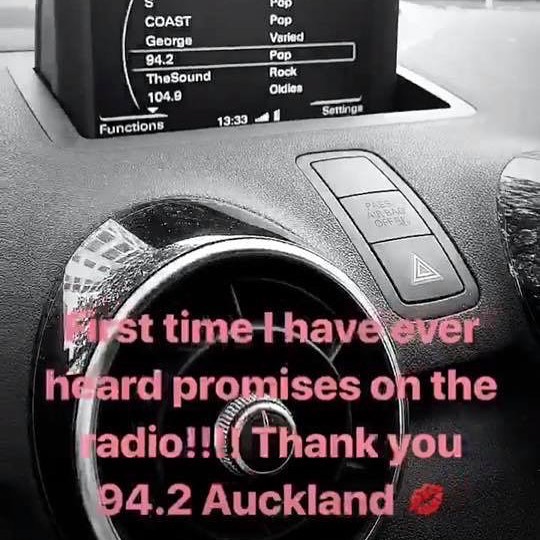 S Pop
COAST Pop
George Varied
94.2 Pop
TheSound Rock
104.9 Oldies
Functions 13:33 Settings
PASS
AIR BAG
First time I have ever
heard promises on the
radio!!! Thank you
94.2 Auckland 💋